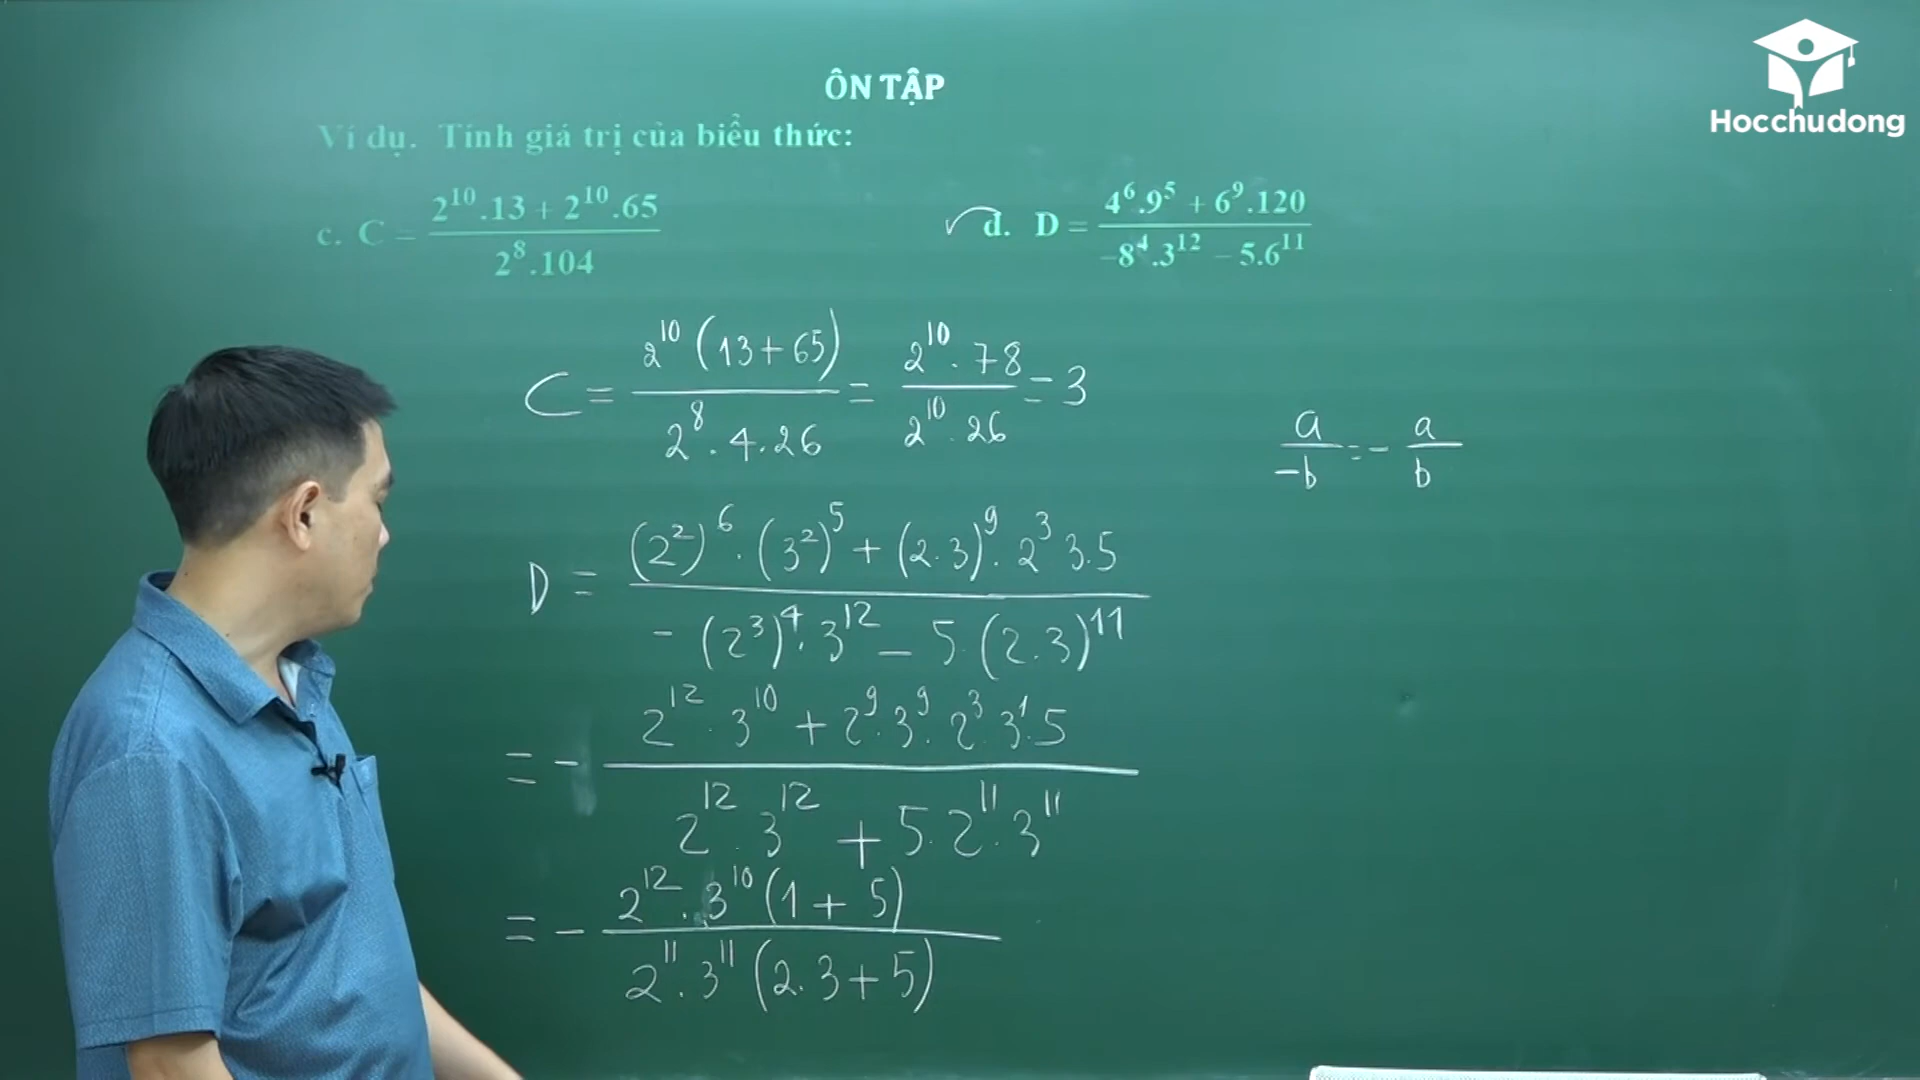 ÔN TẬP
Hocchudong
Ví dụ. Tính giá trị của biểu thức:
c. C = (2^10.13 + 2^10.65) / (2^8.104)
d. D = (4^6.9^5 + 6^9.120) / (-8^4.3^12 - 5.6^11)
C = (2^10 (13+65)) / (2^8 . 4 . 26) = (2^10 . 78) / (2^10 . 26) = 3
a / -b = - a / b
D = ((2^2)^6 . (3^2)^5 + (2.3)^9 . 2^3 3.5) / (- (2^3)^4 . 3^12 - 5.(2.3)^11)
= - (2^12 . 3^10 + 2^9.3^9.2^3.3^1.5) / (2^12 . 3^12 + 5.2^11.3^11)
= - (2^12 . 3^10 (1 + 5)) / (2^11 . 3^11 (2.3+5))